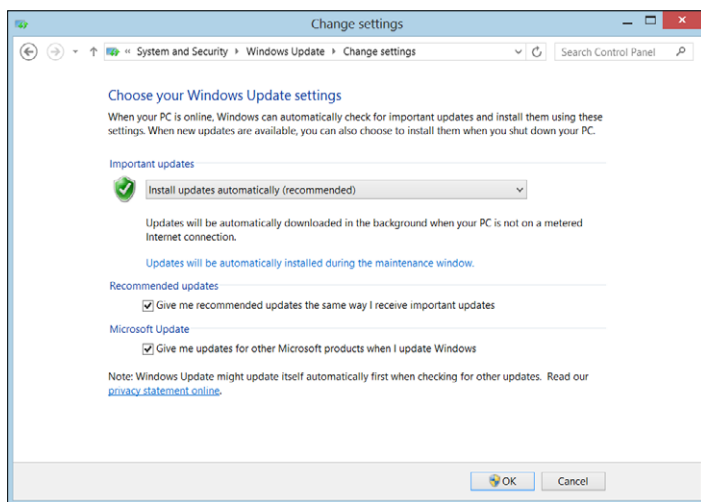 Change settings
« System and Security ▸ Windows Update ▸ Change settings
Search Control Panel
Choose your Windows Update settings
When your PC is online, Windows can automatically check for important updates and install them using these
settings. When new updates are available, you can also choose to install them when you shut down your PC.
Important updates
Install updates automatically (recommended)
Updates will be automatically downloaded in the background when your PC is not on a metered
Internet connection.
Updates will be automatically installed during the maintenance window.
Recommended updates
Give me recommended updates the same way I receive important updates
Microsoft Update
Give me updates for other Microsoft products when I update Windows
Note: Windows Update might update itself automatically first when checking for other updates. Read our
privacy statement online.
OK
Cancel